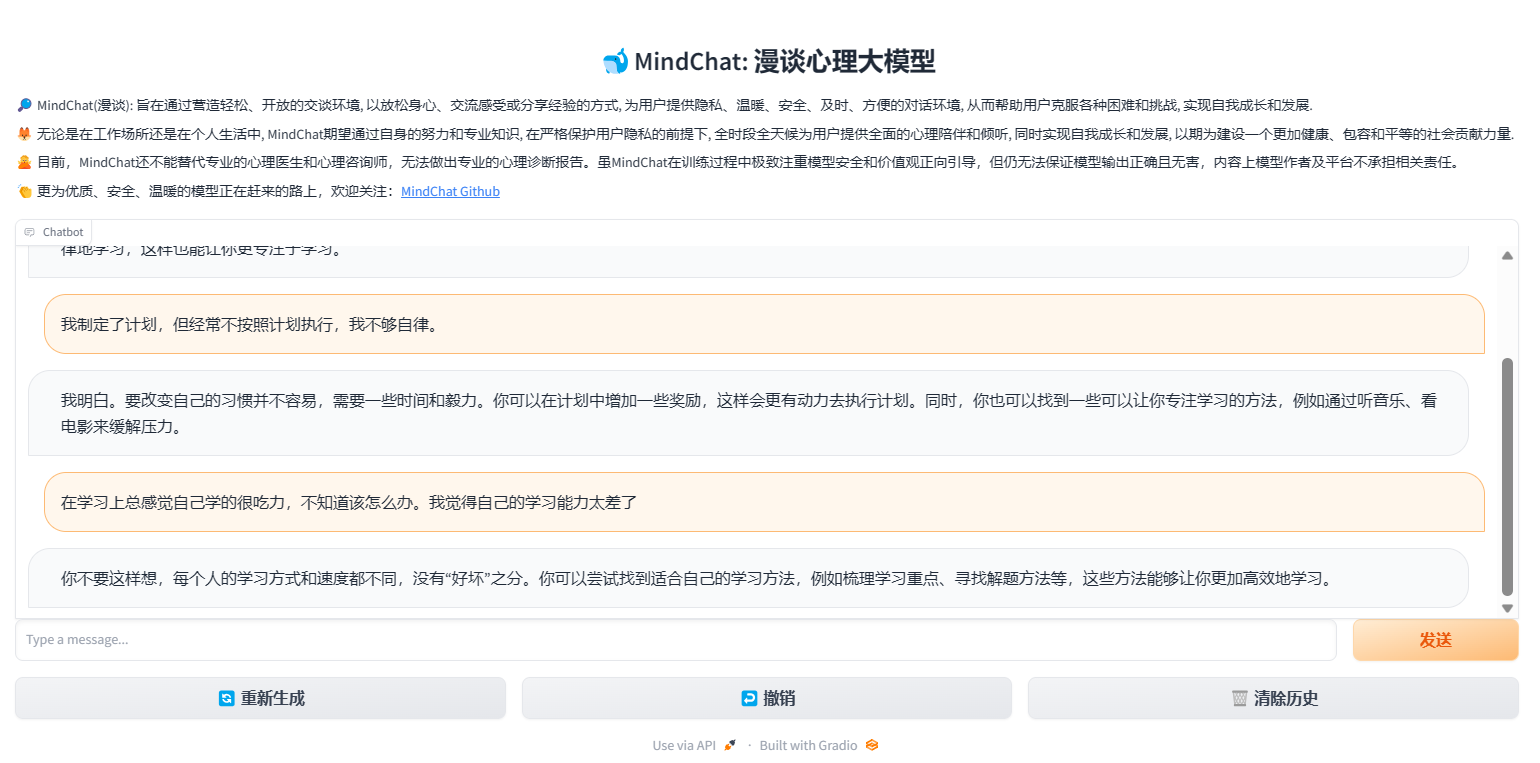 MindChat: 漫谈心理大模型
MindChat(漫谈): 旨在通过营造轻松、开放的交谈环境, 以放松身心、交流感受或分享经验的方式, 为用户提供隐私、温暖、安全、及时、方便的对话环境, 从而帮助用户克服各种困难和挑战, 实现自我成长和发展.
无论是在工作场所还是在个人生活中, MindChat期望通过自身的努力和专业知识, 在严格保护用户隐私的前提下, 全时段全天候为用户提供全面的心理陪伴和倾听, 同时实现自我成长和发展, 以期为建设一个更加健康、包容和平等的社会贡献力量.
目前，MindChat还不能替代专业的心理医生和心理咨询师，无法做出专业的心理诊断报告。虽MindChat在训练过程中极致注重模型安全和价值观正向引导，但仍无法保证模型输出正确且无害，内容上模型作者及平台不承担相关责任。
更为优质、安全、温暖的模型正在赶来的路上，欢迎关注：MindChat Github
Chatbot
律地学习，这样也能让你更专注于学习。
我制定了计划，但经常不按照计划执行，我不够自律。
我明白。要改变自己的习惯并不容易，需要一些时间和毅力。你可以在计划中增加一些奖励，这样会更有动力去执行计划。同时，你也可以找到一些可以让你专注学习的方法，例如通过听音乐、看
电影来缓解压力。
在学习上总感觉自己学的很吃力，不知道该怎么办。我觉得自己的学习能力太差了
你不要这样想，每个人的学习方式和速度都不同，没有“好坏”之分。你可以尝试找到适合自己的学习方法，例如梳理学习重点、寻找解题方法等，这些方法能够让你更加高效地学习。
Type a message...
发送
重新生成
撤销
清除历史
Use via API · Built with Gradio